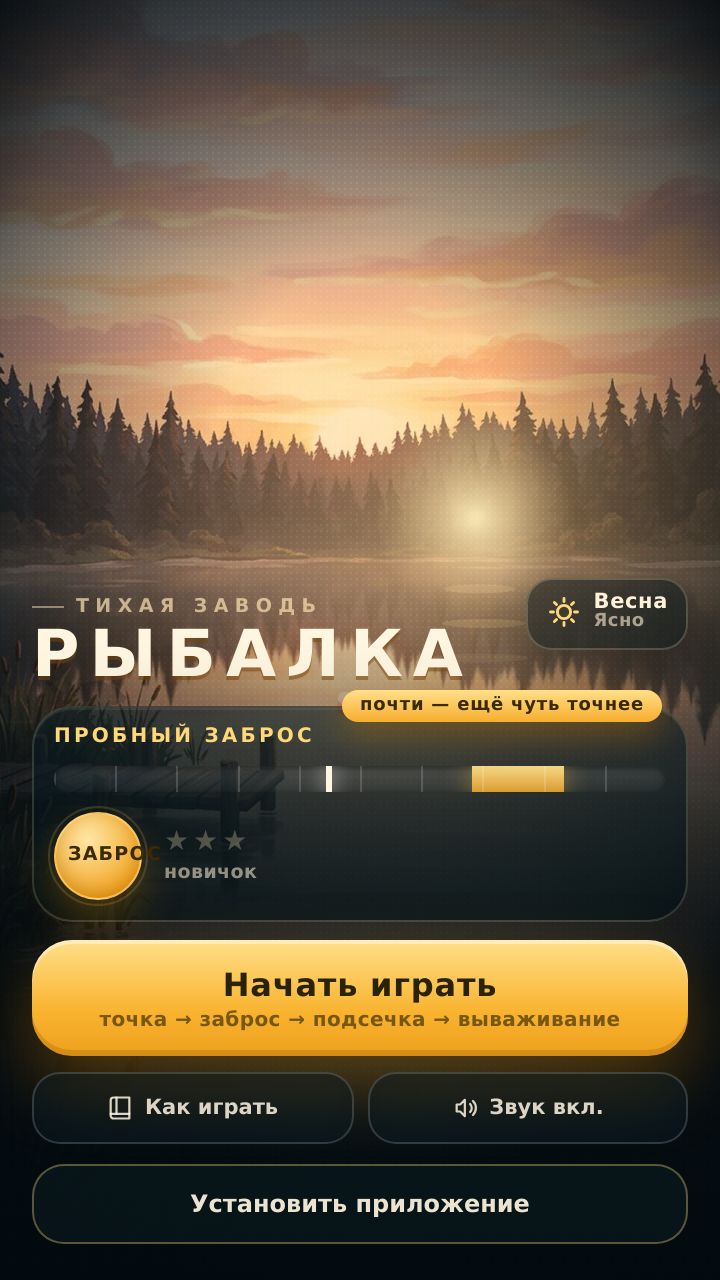 ТИХАЯ ЗАВОДЬ
РЫБАЛКА
Весна
Ясно
почти — ещё чуть точнее
ПРОБНЫЙ ЗАБРОС
ЗАБРОС
★★★
новичок
Начать играть
точка → заброс → подсечка → вываживание
Как играть
Звук вкл.
Установить приложение